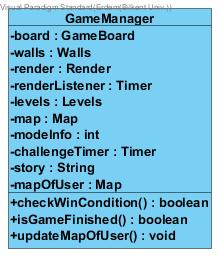 Visual Paradigm Standard(Erdem(Bilkent Univ.))
GameManager
-board : GameBoard
-walls : Walls
-render : Render
-renderListener : Timer
-levels : Levels
-map : Map
-modeInfo : int
-challengeTimer : Timer
-story : String
-mapOfUser : Map
+checkWinCondition() : boolean
+isGameFinished() : boolean
+updateMapOfUser() : void